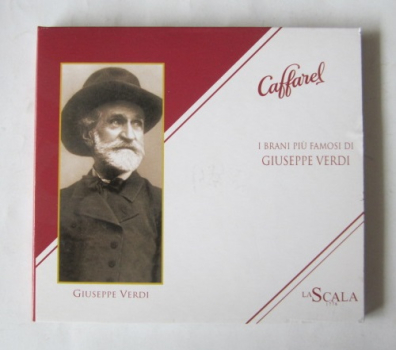 Caffarel
I BRANI PIÙ FAMOSI DI
GIUSEPPE VERDI
GIUSEPPE VERDI
LA SCALA